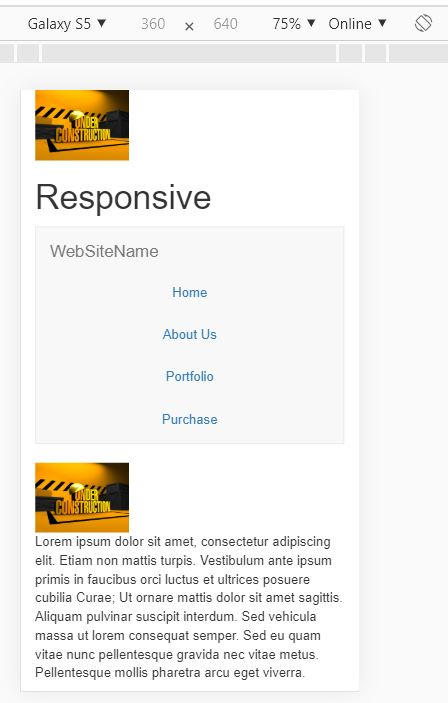 Galaxy S5 ▼ 360 × 640 75% ▼ Online ▼
UNDER
CONSTRUCTION
Responsive
WebSiteName
Home
About Us
Portfolio
Purchase
UNDER
CONSTRUCTION
Lorem ipsum dolor sit amet, consectetur adipiscing
elit. Etiam non mattis turpis. Vestibulum ante ipsum
primis in faucibus orci luctus et ultrices posuere
cubilia Curae; Ut ornare mattis dolor sit amet sagittis.
Aliquam pulvinar suscipit interdum. Sed vehicula
massa ut lorem consequat semper. Sed eu quam
vitae nunc pellentesque gravida nec vitae metus.
Pellentesque mollis pharetra arcu eget viverra.